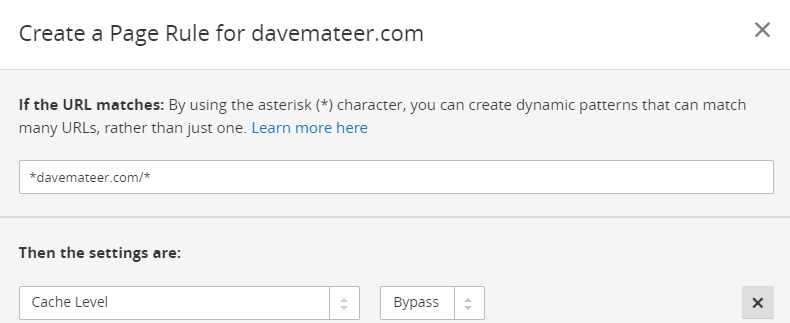 Create a Page Rule for davemateer.com
If the URL matches: By using the asterisk (*) character, you can create dynamic patterns that can match
many URLs, rather than just one. Learn more here
*davemateer.com/*
Then the settings are:
Cache Level Bypass